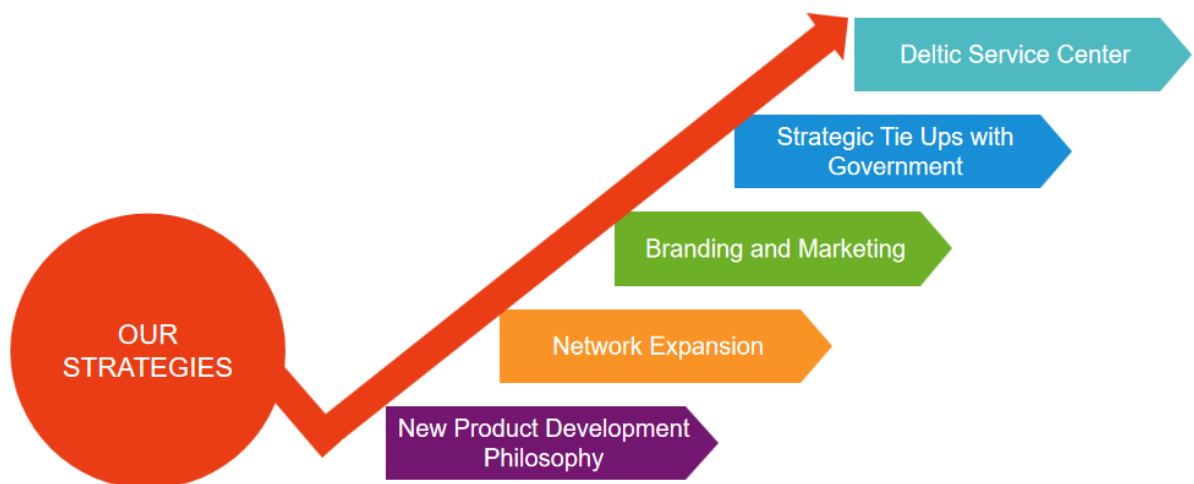 Deltic Service Center
Strategic Tie Ups with
Government
Branding and Marketing
OUR
STRATEGIES
Network Expansion
New Product Development
Philosophy